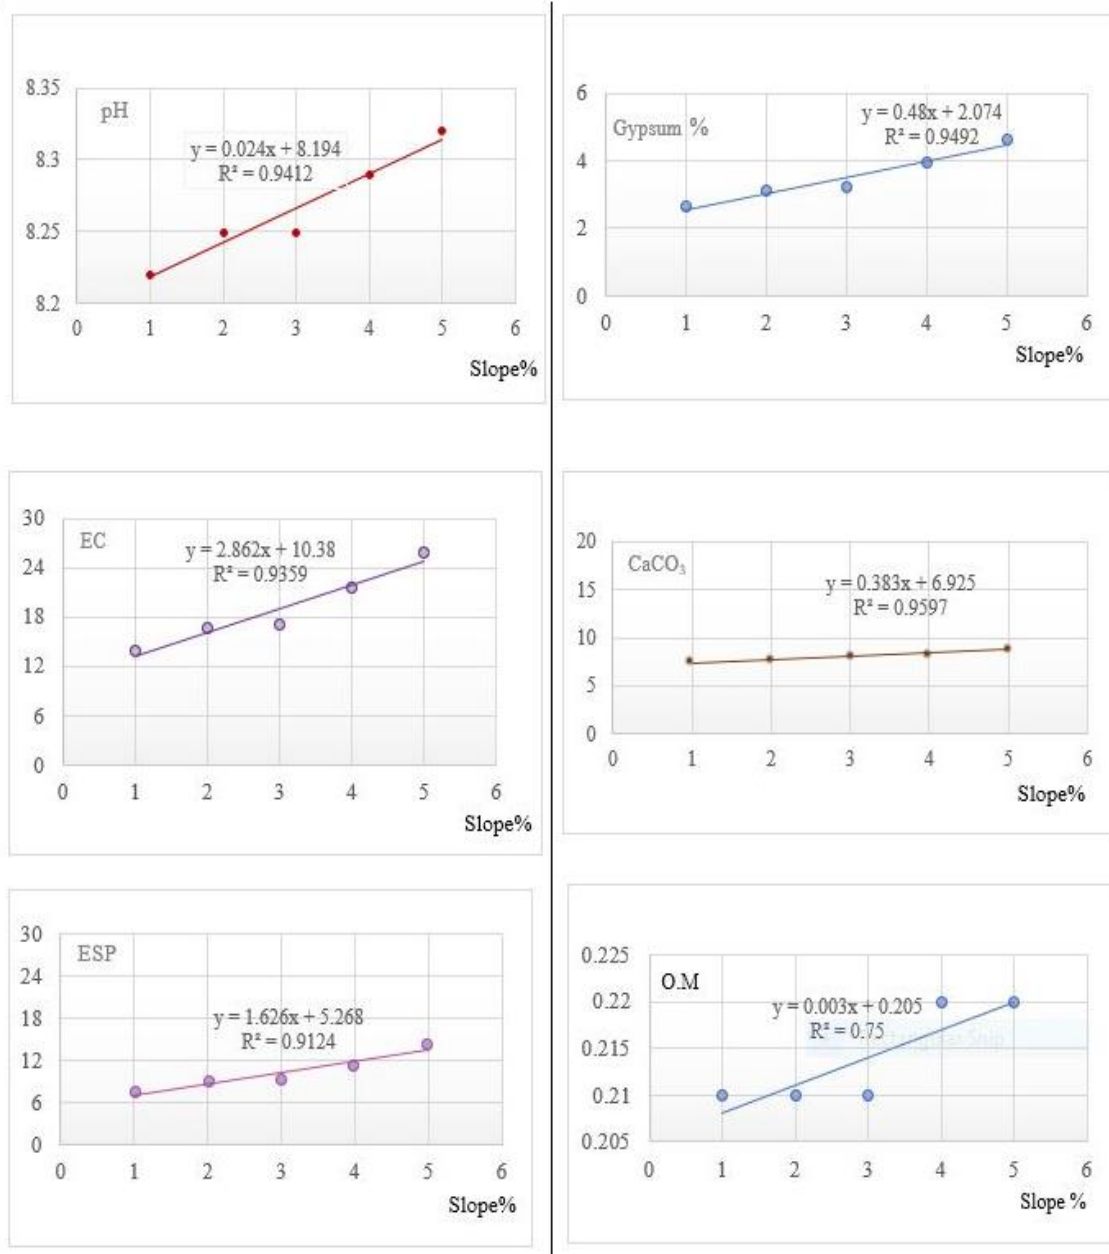 8.35
pH
y = 0.024x + 8.194
R² = 0.9412
8.3
8.25
8.2
0 1 2 3 4 5 6
Slope%
6
Gypsum %
y = 0.48x + 2.074
R² = 0.9492
4
2
0
0 1 2 3 4 5 6
Slope%
30
EC
y = 2.862x + 10.38
R² = 0.9359
24
18
12
6
0
0 1 2 3 4 5 6
Slope%
20
CaCO₃
y = 0.383x + 6.925
R² = 0.9597
15
10
5
0
0 1 2 3 4 5 6
Slope%
30
ESP
24
18
y = 1.626x + 5.268
R² = 0.9124
12
6
0
0 1 2 3 4 5 6
Slope%
0.225
O.M
0.22
y = 0.003x + 0.205
R² = 0.75
Snip
0.215
0.21
0.205
0 1 2 3 4 5 6
Slope %